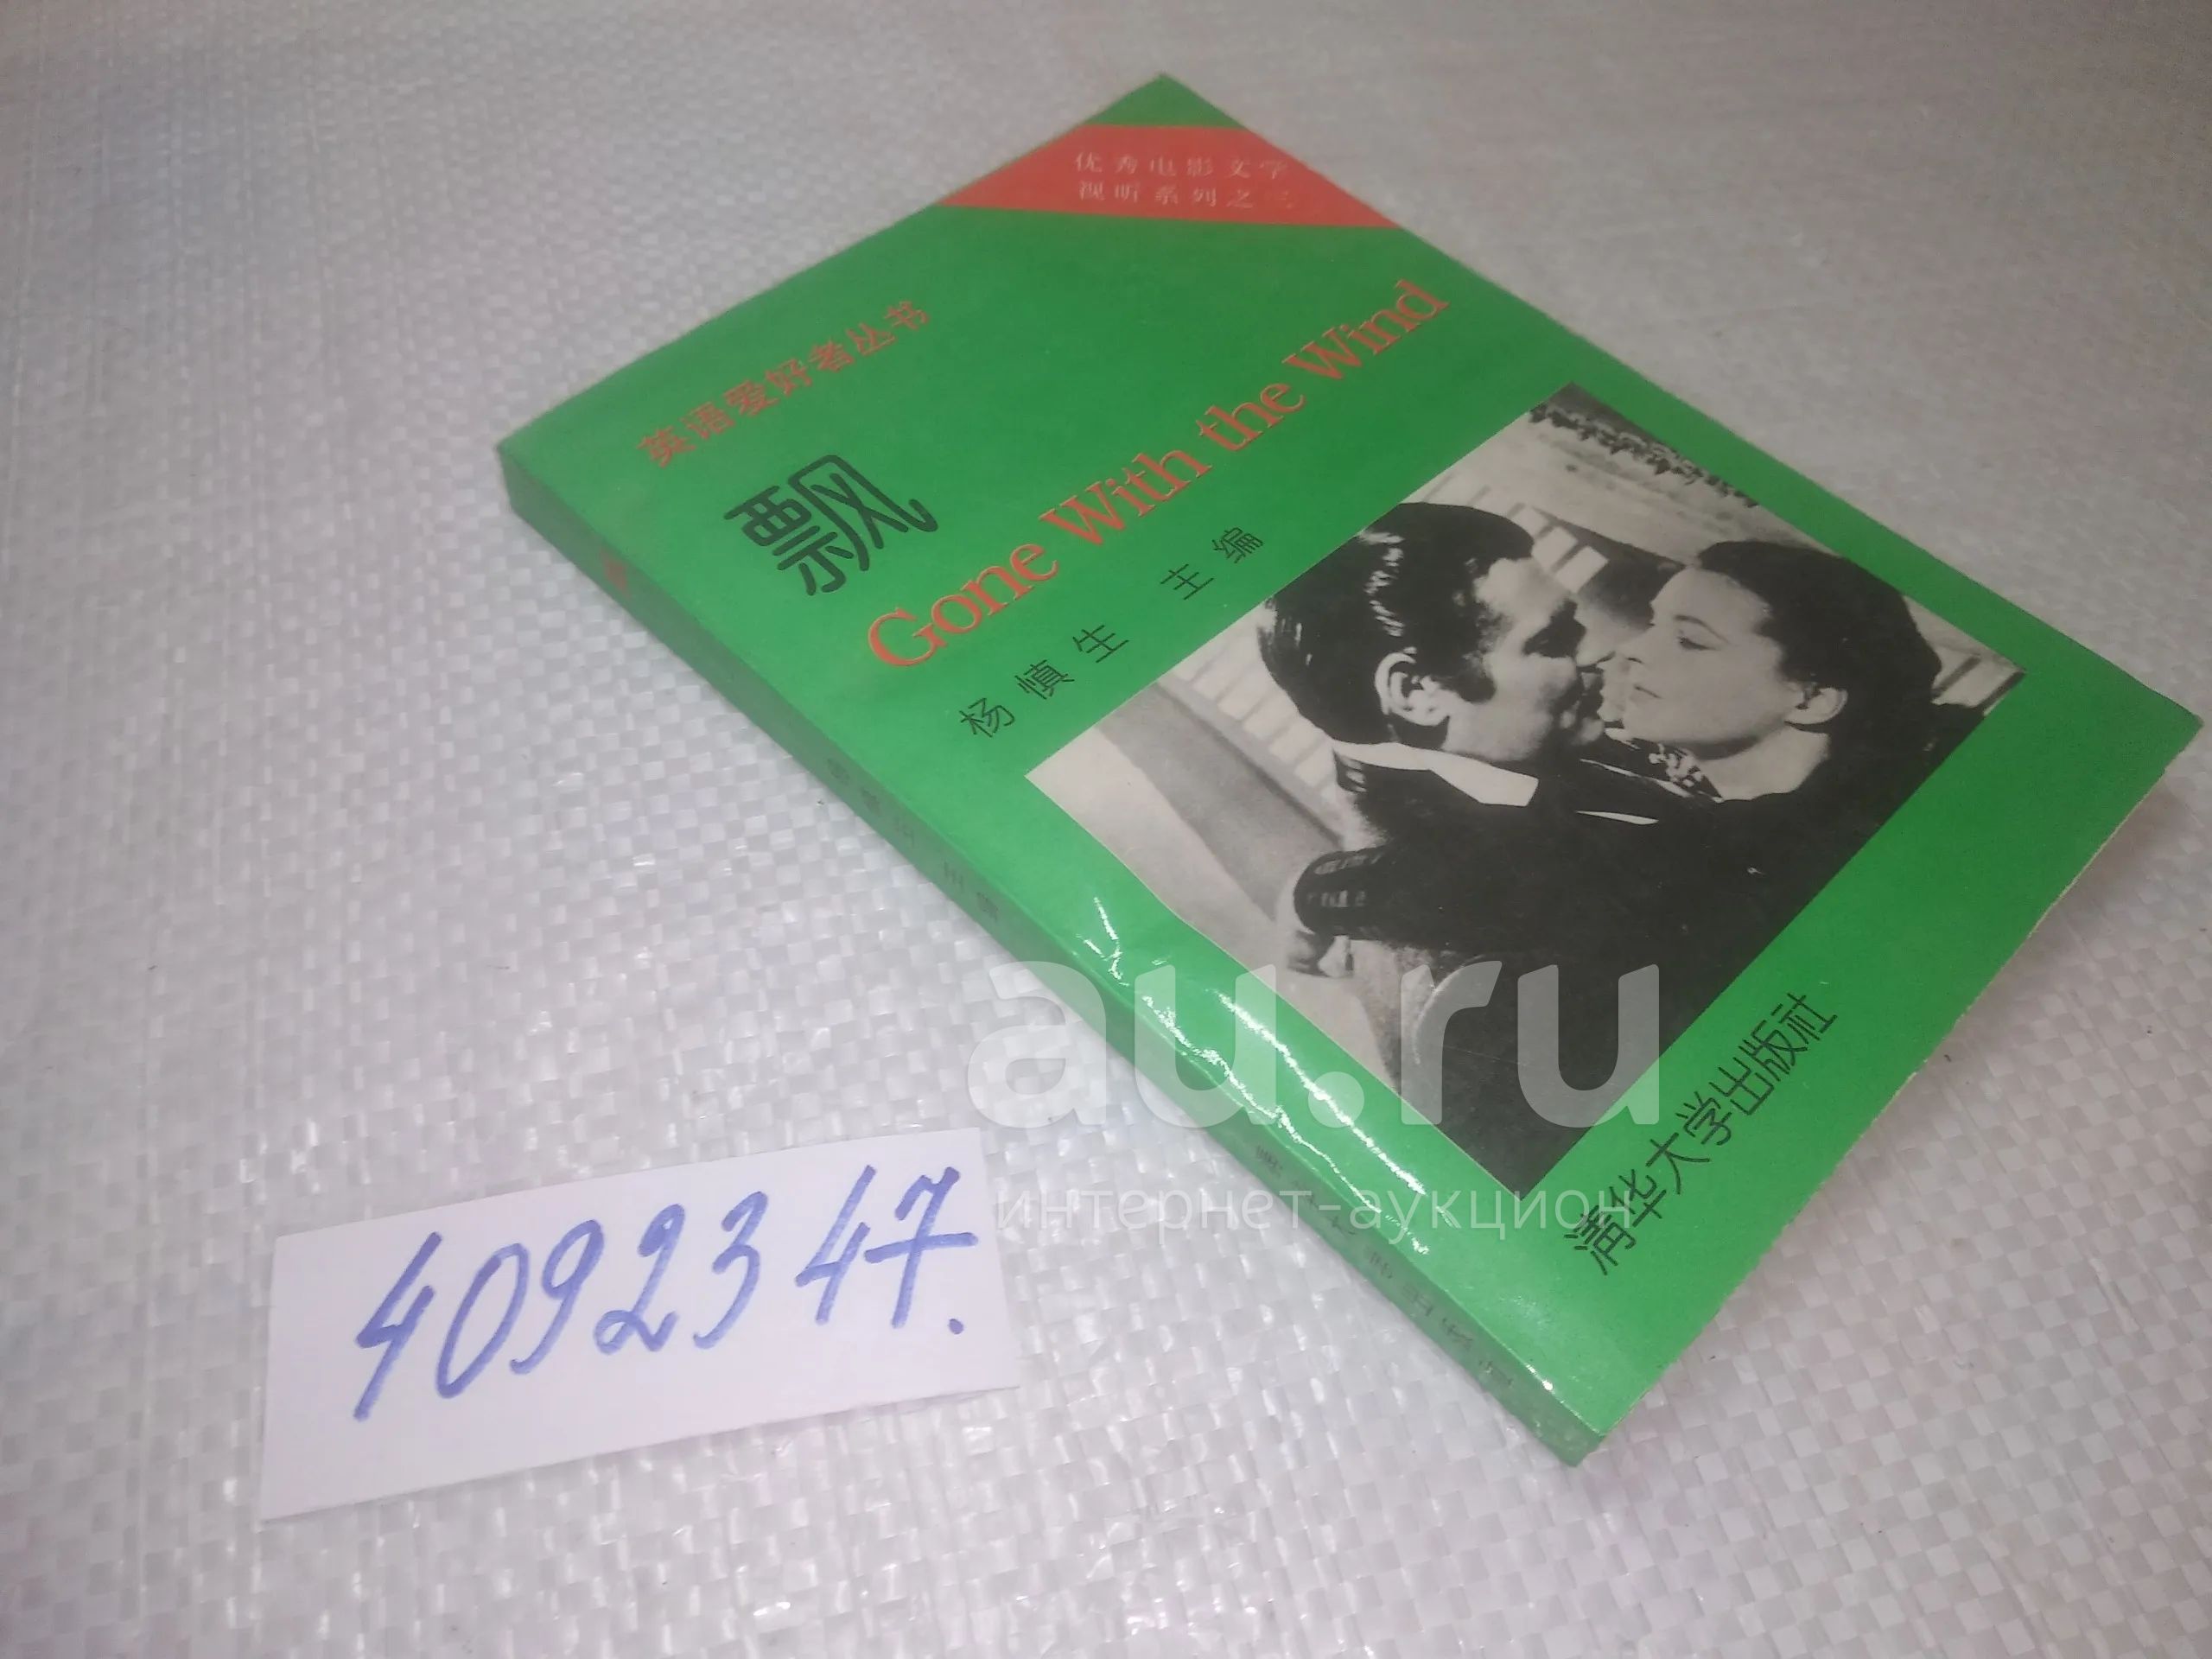 优秀电影文学
视听系列之三
英语爱好者丛书
飘
Gone With the Wind
杨慎生 主编
清华大学出版社
au.ru
интернет-аукцион
4092347.